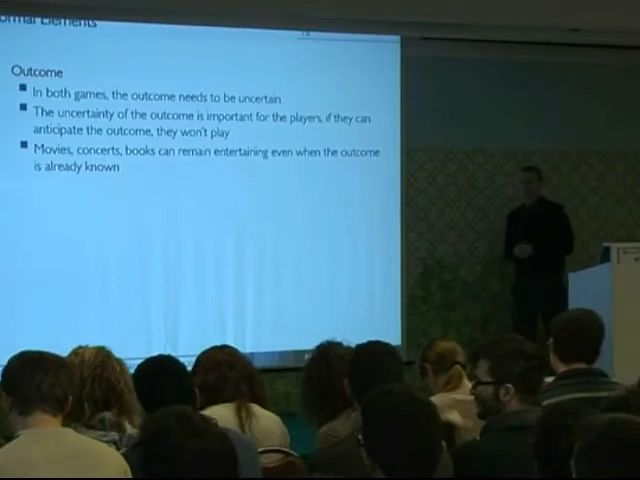 Formal Elements
Outcome
In both games, the outcome needs to be uncertain
The uncertainty of the outcome is important for the players, if they can
anticipate the outcome, they won't play
Movies, concerts, books can remain entertaining even when the outcome
is already known